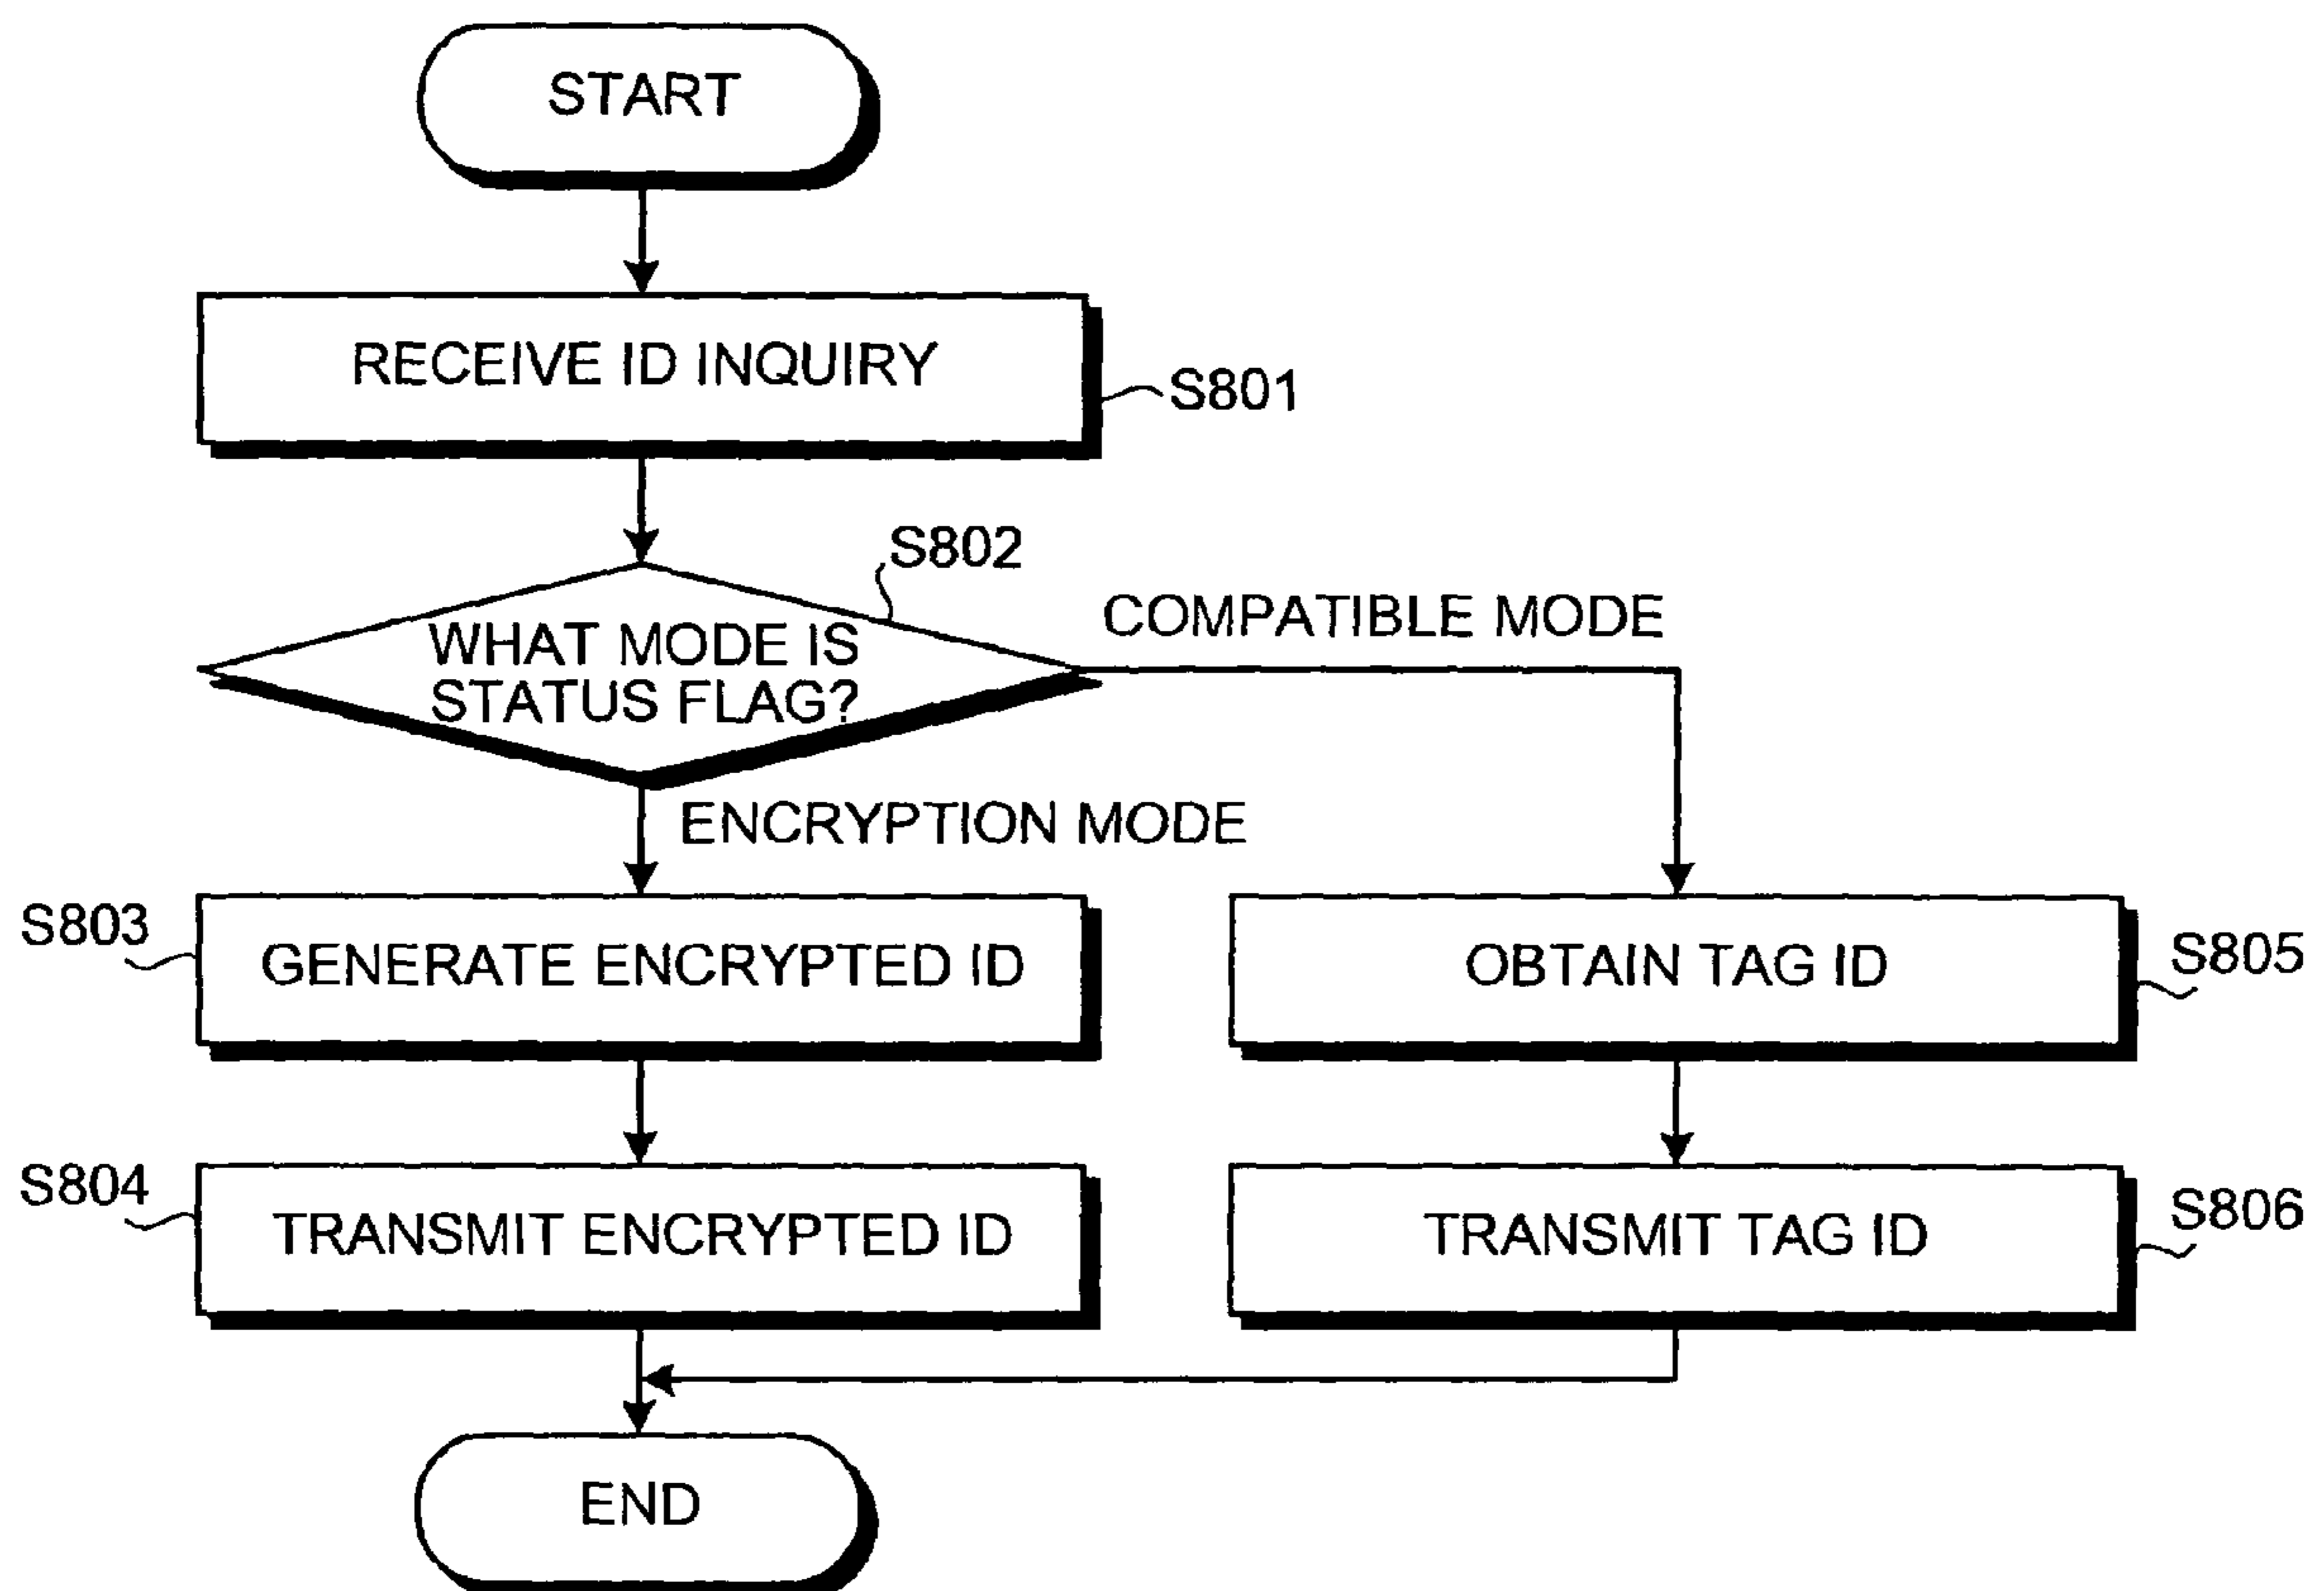 START
RECEIVE ID INQUIRY
S801
S802
WHAT MODE IS
STATUS FLAG?
COMPATIBLE MODE
ENCRYPTION MODE
S803
GENERATE ENCRYPTED ID
OBTAIN TAG ID
S805
S804
TRANSMIT ENCRYPTED ID
TRANSMIT TAG ID
S806
END